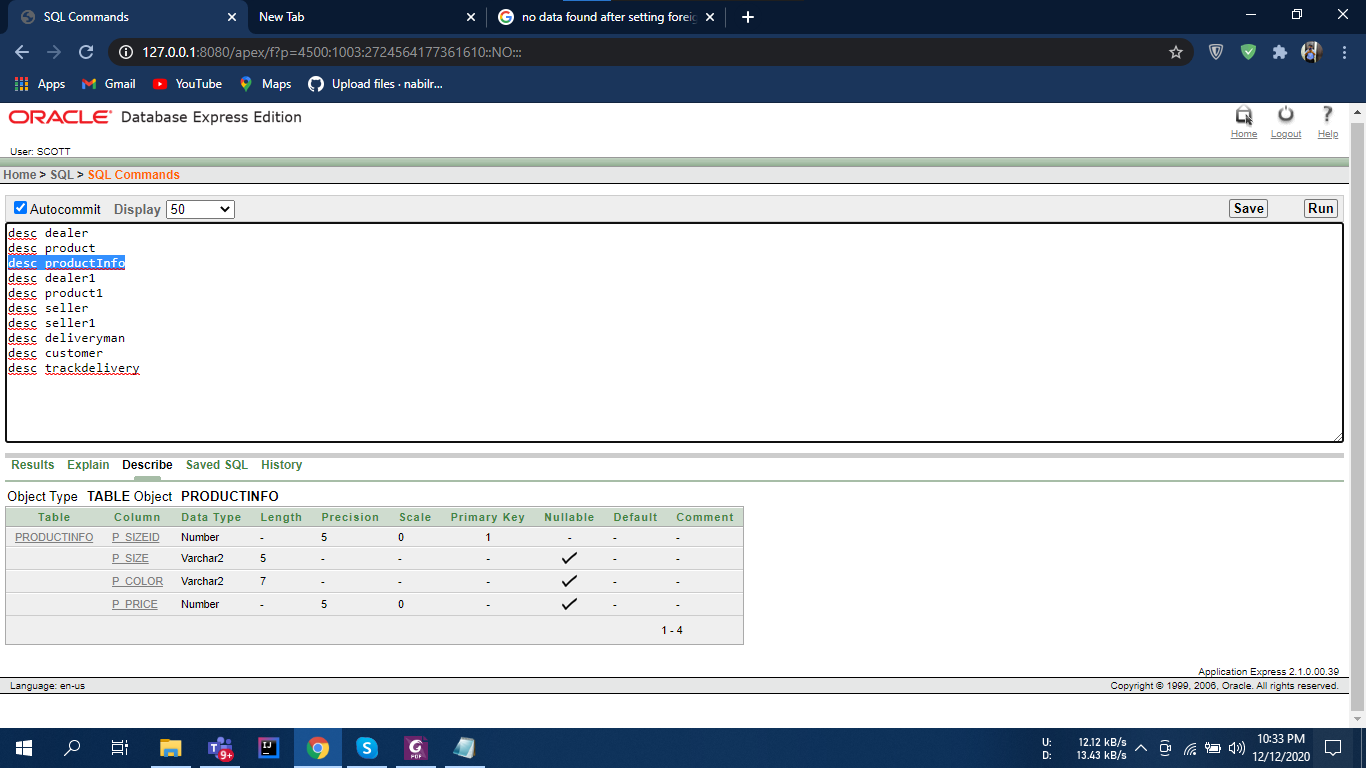 SQL Commands
New Tab
no data found after setting foreig
127.0.0.1:8080/apex/f?p=4500:1003:2724564177361610::NO:::
Apps Gmail YouTube Maps Upload files · nabilr...
ORACLE Database Express Edition
Home Logout Help
User: SCOTT
Home > SQL > SQL Commands
Autocommit Display 50 Save Run
desc dealer
desc product
desc productInfo
desc dealer1
desc product1
desc seller
desc seller1
desc deliveryman
desc customer
desc trackdelivery
Results Explain Describe Saved SQL History
Object Type TABLE Object PRODUCTINFO
Table Column Data Type Length Precision Scale Primary Key Nullable Default Comment
PRODUCTINFO P_SIZEID Number - 5 0 1 - - -
P_SIZE Varchar2 5 - - - ✓ - -
P_COLOR Varchar2 7 - - - ✓ - -
P_PRICE Number - 5 0 - ✓ - -
1 - 4
Application Express 2.1.0.00.39
Language: en-us Copyright © 1999, 2006, Oracle. All rights reserved.
9+ IJ S PDF
U: 12.12 kB/s
D: 13.43 kB/s
10:33 PM
12/12/2020